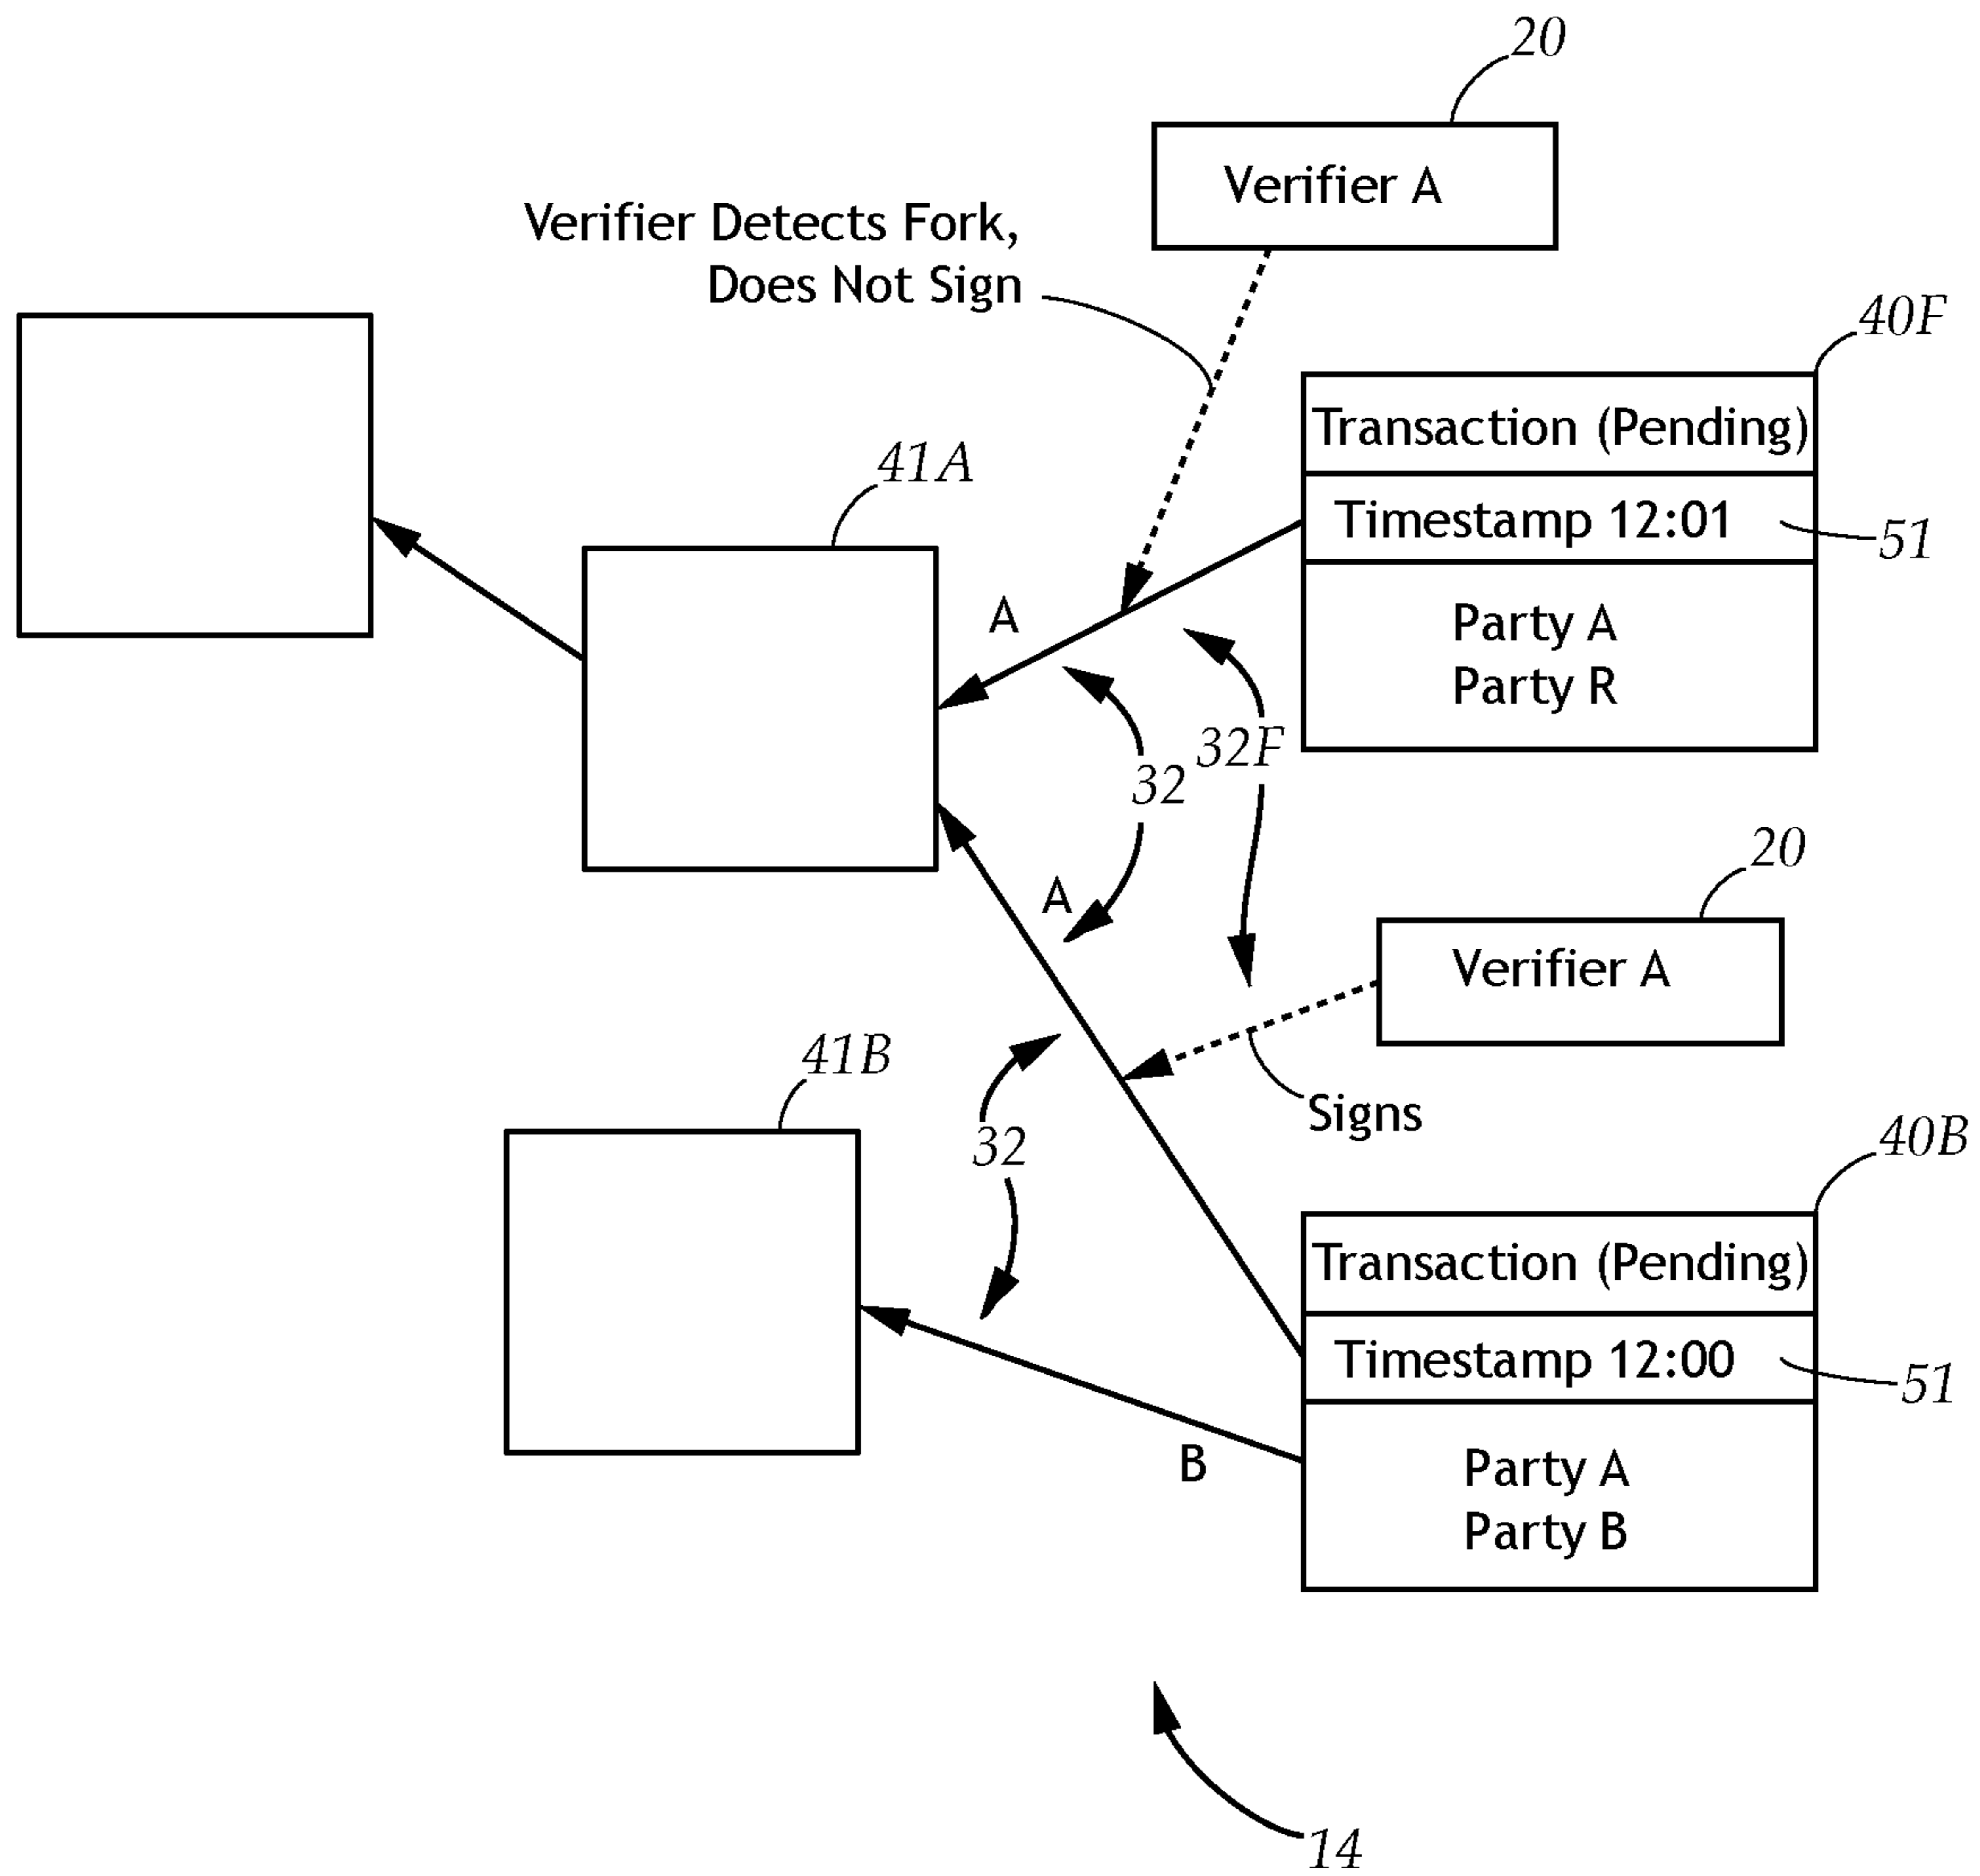 20
Verifier A
Verifier Detects Fork,
Does Not Sign
40F
Transaction (Pending)
41A
Timestamp 12:01
51
A
Party A
Party R
32F
32
20
A
Verifier A
41B
Signs
32
40B
Transaction (Pending)
Timestamp 12:00
51
B
Party A
Party B
14